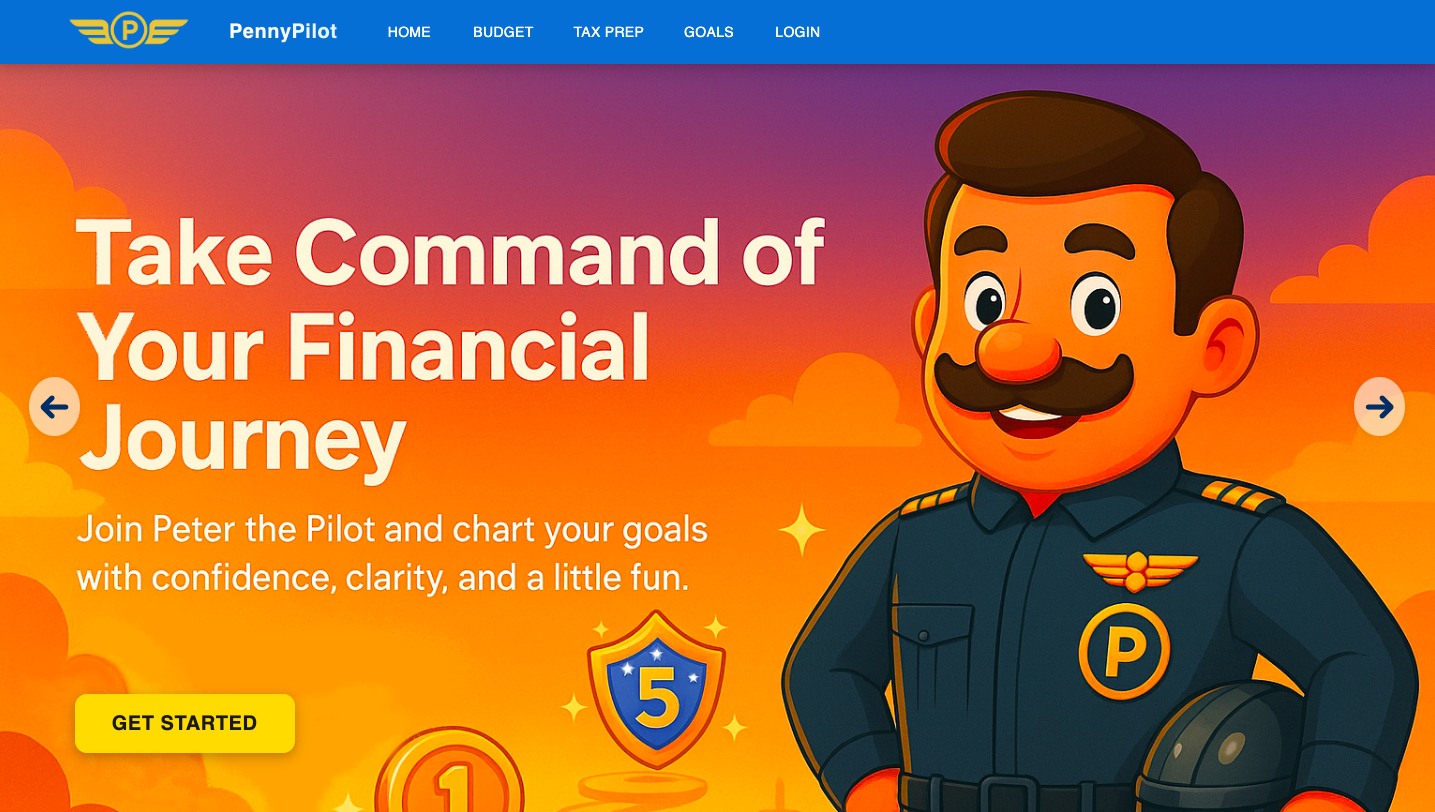 P PennyPilot HOME BUDGET TAX PREP GOALS LOGIN
Take Command of
Your Financial
Journey
Join Peter the Pilot and chart your goals
with confidence, clarity, and a little fun.
P
5
GET STARTED
1